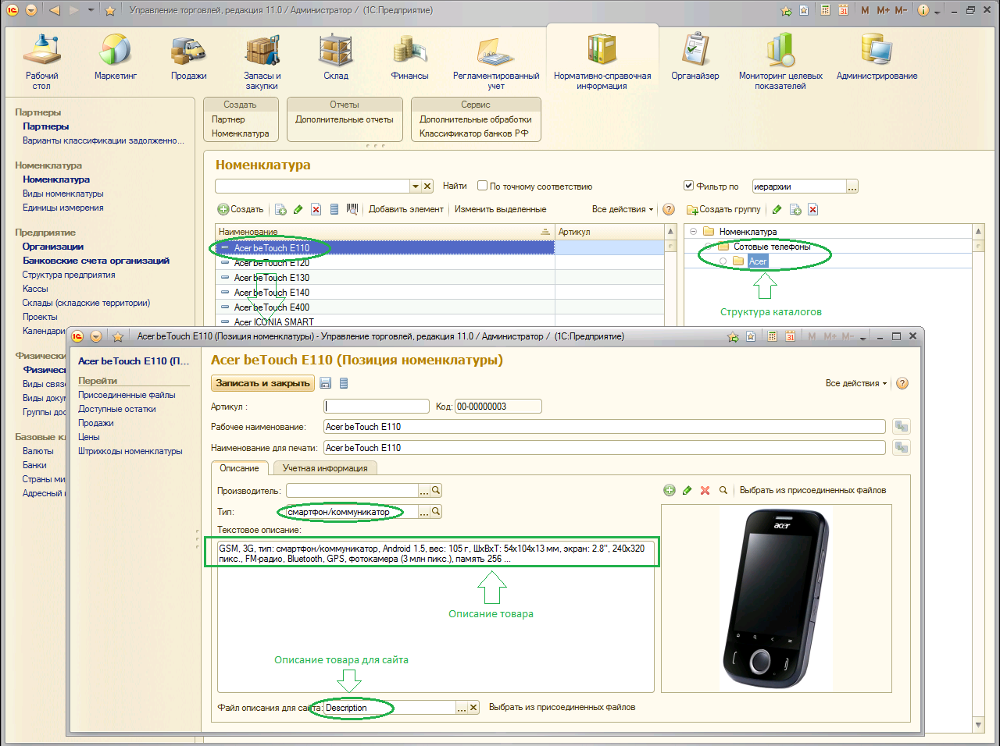 Управление торговлей, редакция 11.0 / Администратор / (1С:Предприятие)
M M+ M-
Рабочий стол
Маркетинг
Продажи
Запасы и закупки
Склад
Финансы
Регламентированный учет
Нормативно-справочная информация
Органайзер
Мониторинг целевых показателей
Администрирование
Создать
Партнер
Номенклатура
Отчеты
Дополнительные отчеты
Сервис
Дополнительные обработки
Классификатор банков РФ
Партнеры
Партнеры
Варианты классификации задолженно...
Номенклатура
Номенклатура
Виды номенклатуры
Единицы измерения
Предприятие
Организации
Банковские счета организаций
Структура предприятия
Кассы
Склады (складские территории)
Проекты
Календари
Физически
Физичес
Виды связе
Виды доку
Группы дос
Базовые к
Валюты
Банки
Страны ми
Адресный
Номенклатура
Найти
По точному соответствию
Фильтр по
иерархии
...
Создать
Добавить элемент
Изменить выделенные
Все действия
Создать группу
Наименование
Артикул
Acer beTouch E110
Acer beTouch E120
Acer beTouch E130
Acer beTouch E140
Acer beTouch E400
Acer ICONIA SMART
Номенклатура
Сотовые телефоны
Acer
Структура каталогов
Acer beTouch E110 (Позиция номенклатуры) - Управление торговлей, редакция 11.0 / Администратор / (1С:Предприятие)
M M+ M-
Acer beTouch E110 (П...
Перейти
Присоединенные файлы
Доступные остатки
Продажи
Цены
Штрихкоды номенклатуры
Acer beTouch E110 (Позиция номенклатуры)
Записать и закрыть
Все действия
Артикул :
Код: 00-00000003
Рабочее наименование: Acer beTouch E110
Наименование для печати: Acer beTouch E110
Описание
Учетная информация
Производитель:
...
Выбрать из присоединенных файлов
Тип: смартфон/коммуникатор
...
Текстовое описание:
GSM, 3G, тип: смартфон/коммуникатор, Android 1.5, вес: 105 г, ШхВхТ: 54x104x13 мм, экран: 2.8", 240x320
пикс., FM-радио, Bluetooth, GPS, фотокамера (3 млн пикс.), память 256 ...
acer
Описание товара
Описание товара для сайта
Файл описания для сайта: Description
...
Выбрать из присоединенных файлов